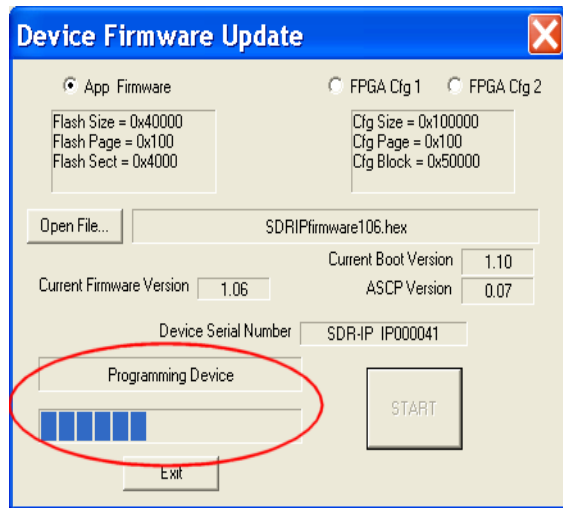 Device Firmware Update
App Firmware
FPGA Cfg 1
FPGA Cfg 2
Flash Size = 0x40000
Flash Page = 0x100
Flash Sect = 0x4000
Cfg Size = 0x100000
Cfg Page = 0x100
Cfg Block = 0x50000
Open File...
SDRIPfirmware106.hex
Current Boot Version
1.10
Current Firmware Version
1.06
ASCP Version
0.07
Device Serial Number
SDR-IP IP000041
Programming Device
START
Exit